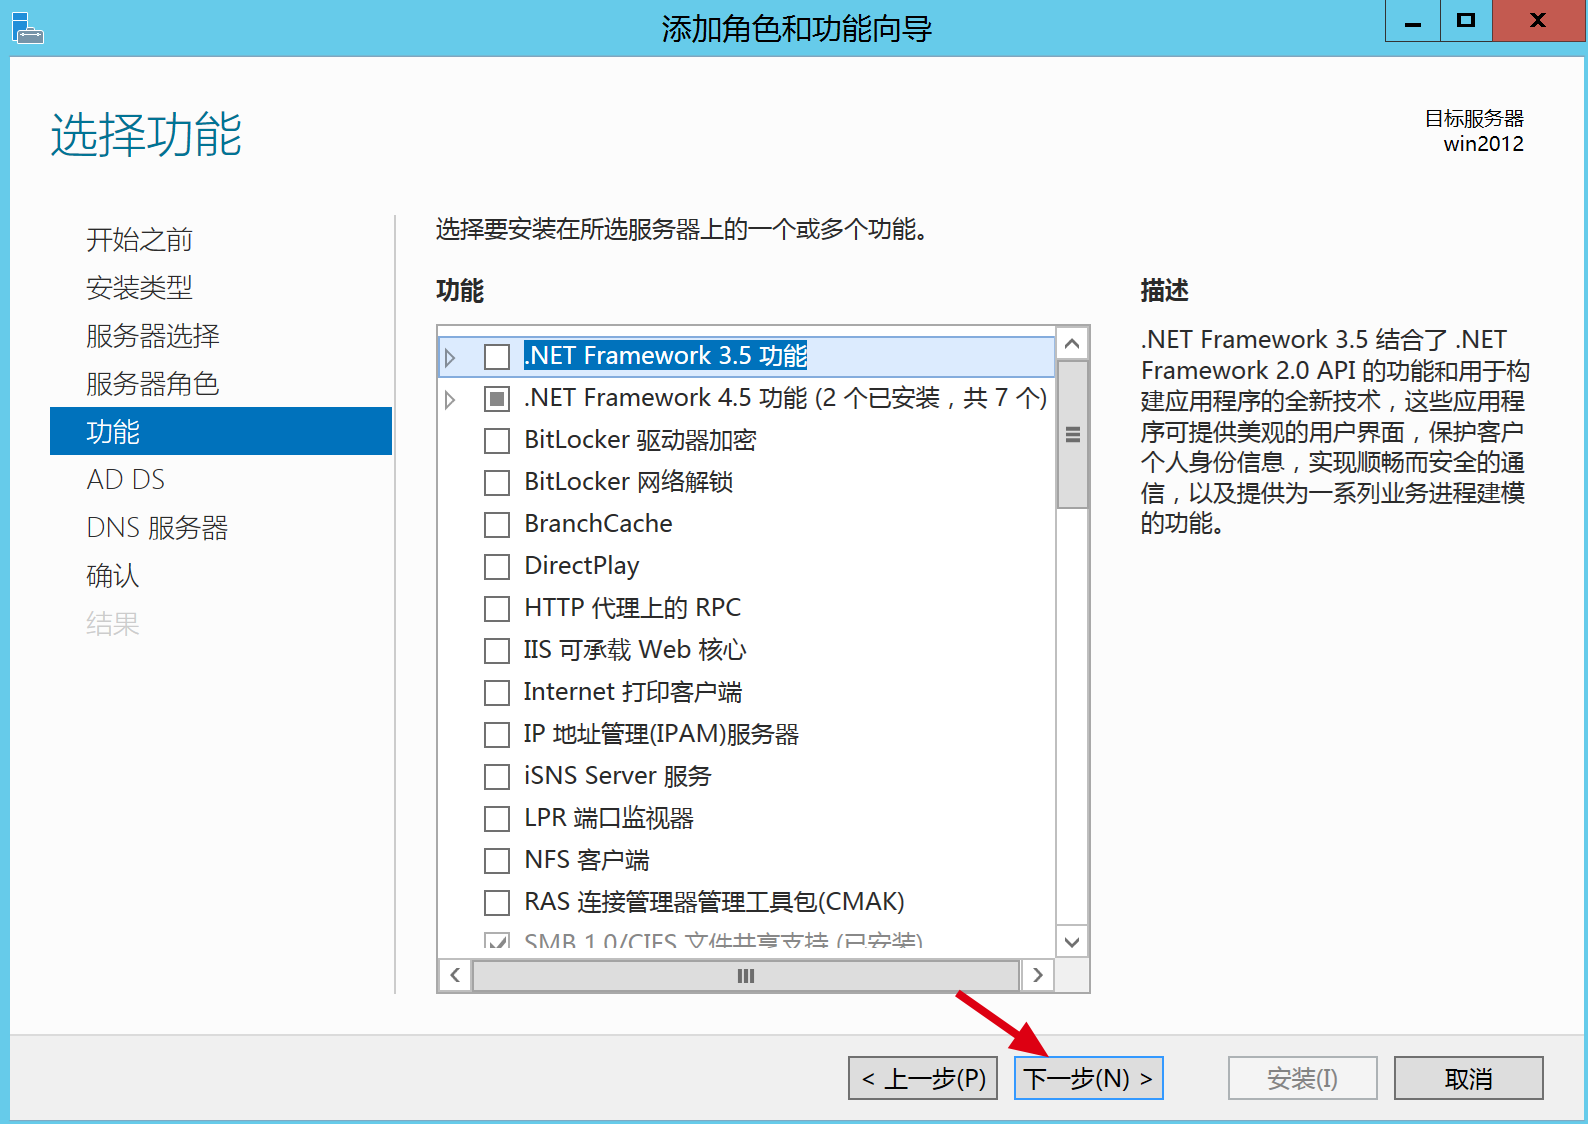 添加角色和功能向导
选择功能
目标服务器
win2012
开始之前
安装类型
服务器选择
服务器角色
功能
AD DS
DNS 服务器
确认
结果
选择要安装在所选服务器上的一个或多个功能。
功能
.NET Framework 3.5 功能
.NET Framework 4.5 功能 (2 个已安装，共 7 个)
BitLocker 驱动器加密
BitLocker 网络解锁
BranchCache
DirectPlay
HTTP 代理上的 RPC
IIS 可承载 Web 核心
Internet 打印客户端
IP 地址管理(IPAM)服务器
iSNS Server 服务
LPR 端口监视器
NFS 客户端
RAS 连接管理器管理工具包(CMAK)
SMB 1.0/CIFS 文件共享支持 (已安装)
描述
.NET Framework 3.5 结合了 .NET
Framework 2.0 API 的功能和用于构
建应用程序的全新技术，这些应用程
序可提供美观的用户界面，保护客户
个人身份信息，实现顺畅而安全的通
信，以及提供为一系列业务进程建模
的功能。
< 上一步(P)
下一步(N) >
安装(I)
取消